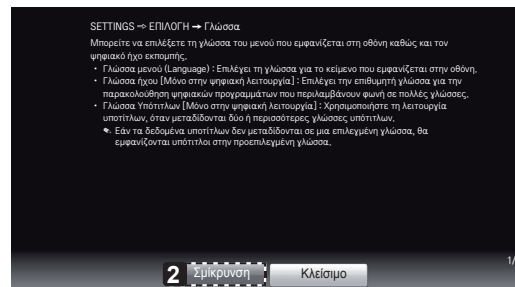 SETTINGS ⇨ ΕΠΙΛΟΓΗ → Γλώσσα
Μπορείτε να επιλέξετε τη γλώσσα του μενού που εμφανίζεται στη οθόνη καθώς και τον
ψηφιακό ήχο εκπομπής.
• Γλώσσα μενού (Language) : Επιλέγει τη γλώσσα για το κείμενο που εμφανίζεται στην οθόνη.
• Γλώσσα ήχου [Μόνο στην ψηφιακή λειτουργία] : Επιλέγει την επιθυμητή γλώσσα για την
παρακολούθηση ψηφιακών προγραμμάτων που περιλαμβάνουν φωνή σε πολλές γλώσσες.
• Γλώσσα Υπότιτλων [Μόνο στην ψηφιακή λειτουργία] : Χρησιμοποιήστε τη λειτουργία
υποτίτλων, όταν μεταδίδονται δύο ή περισσότερες γλώσσες υπότιτλων.
Εάν τα δεδομένα υποτίτλων δεν μεταδίδονται σε μια επιλεγμένη γλώσσα, θα
εμφανίζονται υπότιτλοι στην προεπιλεγμένη γλώσσα.
1/
2 Σμίκρυνση Κλείσιμο